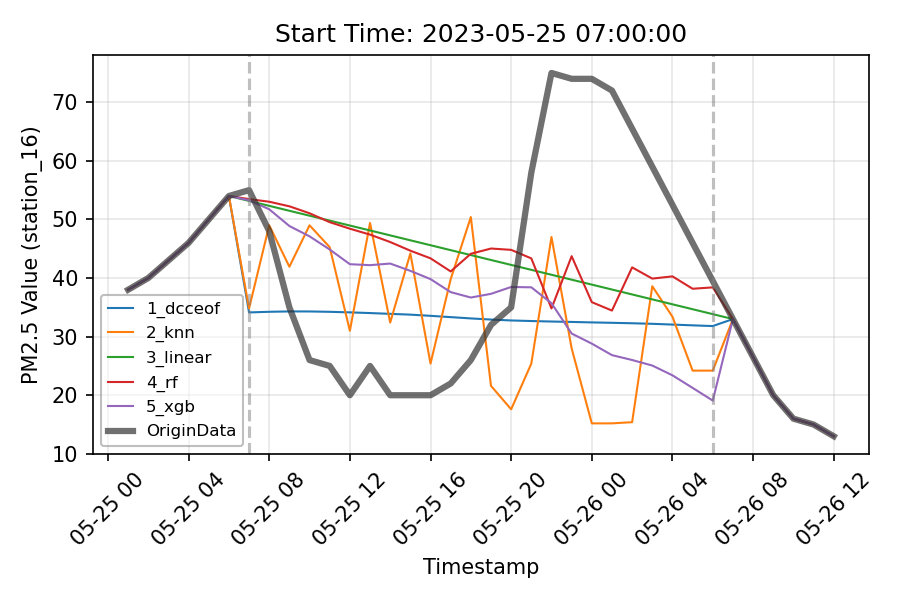 Start Time: 2023-05-25 07:00:00
PM2.5 Value (station_16)
70
60
50
40
30
20
10
1_dcceof
2_knn
3_linear
4_rf
5_xgb
OriginData
05-25 00
05-25 04
05-25 08
05-25 12
05-25 16
05-25 20
05-26 00
05-26 04
05-26 08
05-26 12
Timestamp